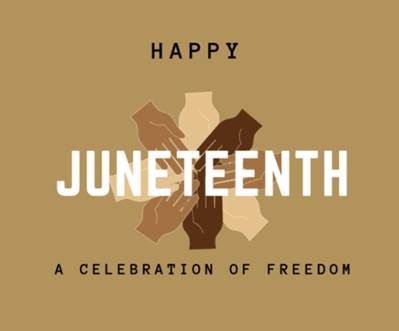 HAPPY
JUNETEENTH
A CELEBRATION OF FREEDOM